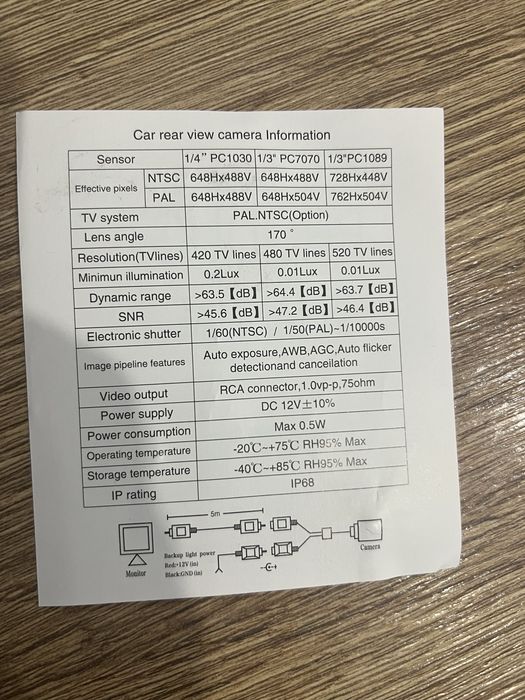 Car rear view camera Information
Sensor 1/4” PC1030 1/3" PC7070 1/3"PC1089
Effective pixels NTSC 648Hx488V 648Hx488V 728Hx448V
PAL 648Hx488V 648Hx504V 762Hx504V
TV system PAL.NTSC(Option)
Lens angle 170 °
Resolution(TVlines) 420 TV lines 480 TV lines 520 TV lines
Minimun illumination 0.2Lux 0.01Lux 0.01Lux
Dynamic range >63.5【dB】 >64.4【dB】 >63.7【dB】
SNR >45.6【dB】 >47.2【dB】 >46.4【dB】
Electronic shutter 1/60(NTSC) / 1/50(PAL)~1/10000s
Image pipeline features Auto exposure,AWB,AGC,Auto flicker
detectionand canceilation
Video output RCA connector,1.0vp-p,75ohm
Power supply DC 12V±10%
Power consumption Max 0.5W
Operating temperature -20℃~+75℃ RH95% Max
Storage temperature -40℃~+85℃ RH95% Max
IP rating IP68
5m
Monitor
Backup light power
Red:+12V (in)
Black:GND (in)
Camera